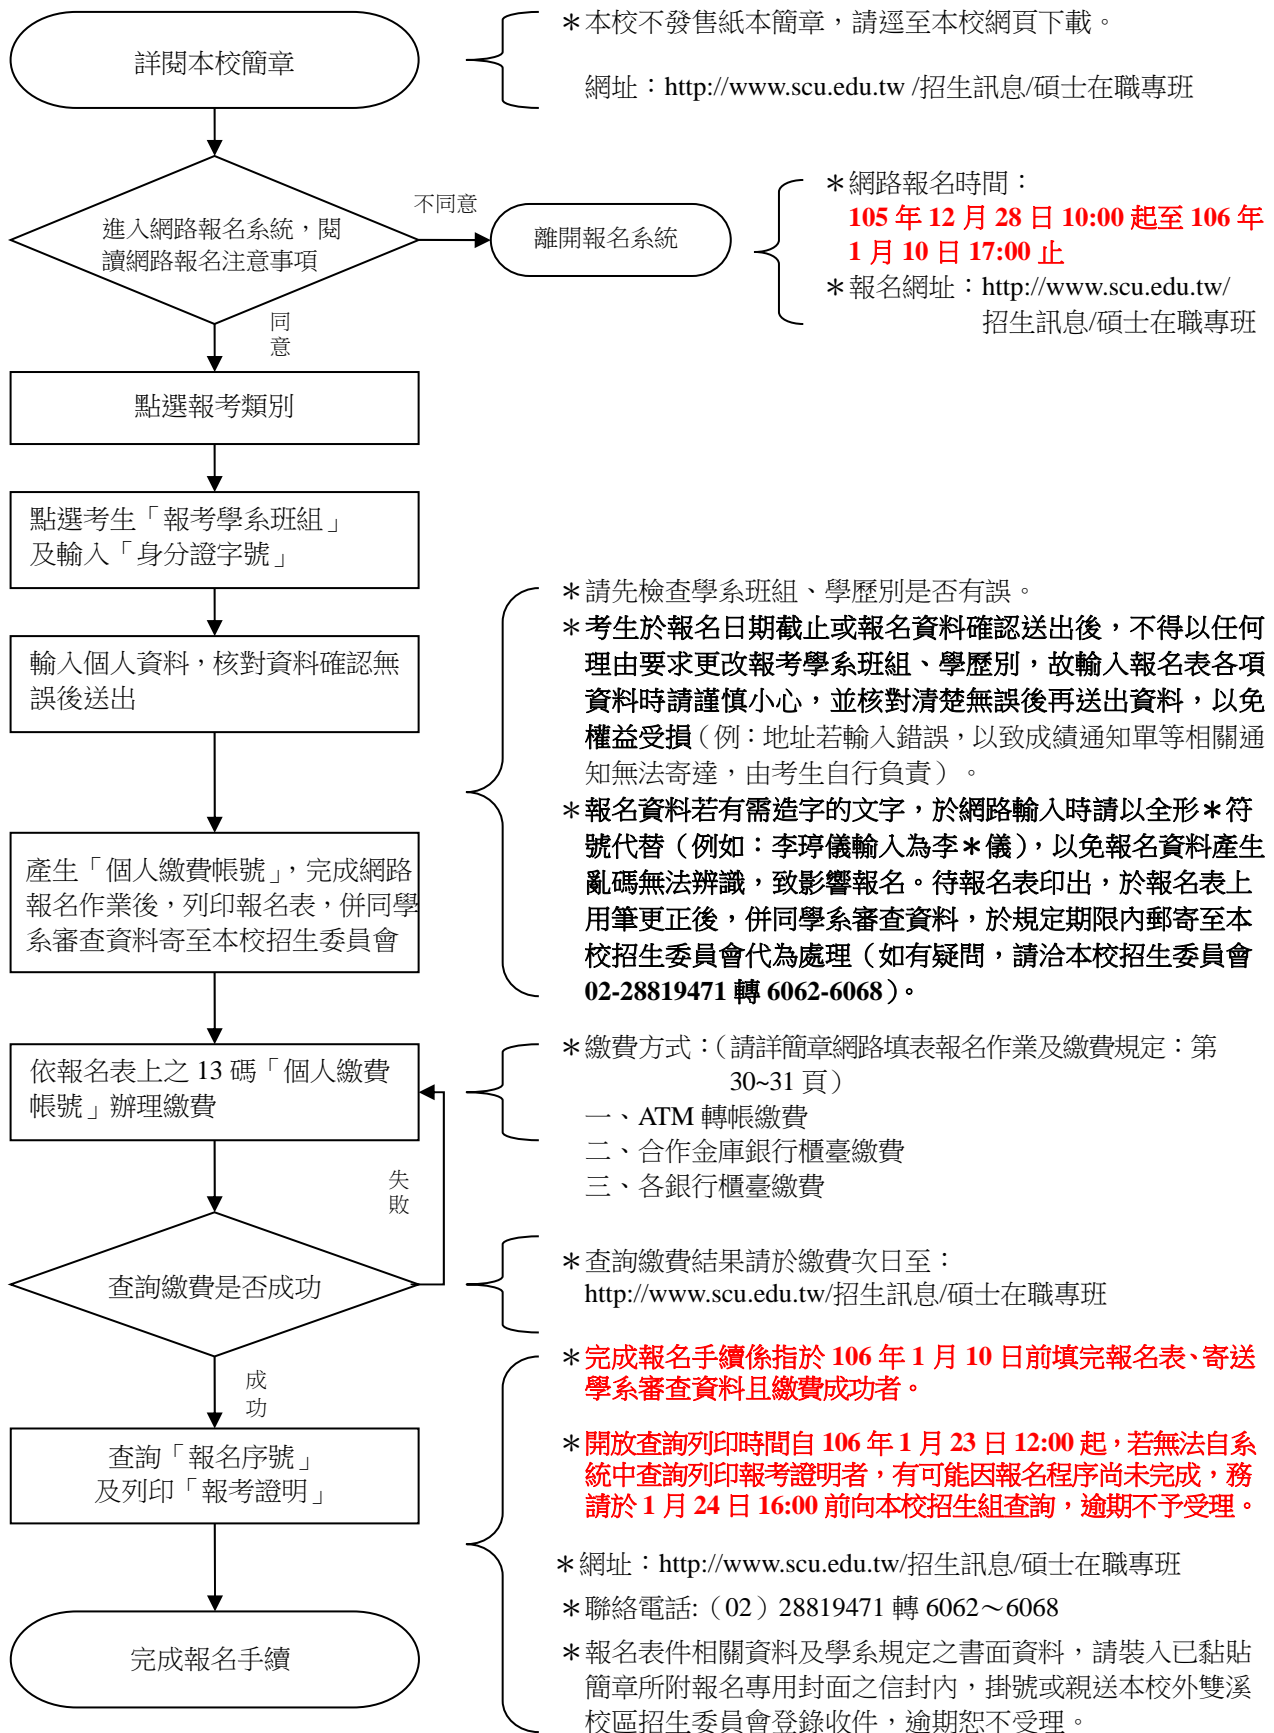 詳閱本校簡章
＊本校不發售紙本簡章，請逕至本校網頁下載。
網址：http://www.scu.edu.tw /招生訊息/碩士在職專班
進入網路報名系統，閱
讀網路報名注意事項
不同意
離開報名系統
＊網路報名時間：
105 年 12 月 28 日 10:00 起至 106 年
1 月 10 日 17:00 止
＊報名網址：http://www.scu.edu.tw/
招生訊息/碩士在職專班
同
意
點選報考類別
點選考生「報考學系班組」
及輸入「身分證字號」
輸入個人資料，核對資料確認無
誤後送出
＊請先檢查學系班組、學歷別是否有誤。
＊考生於報名日期截止或報名資料確認送出後，不得以任何
理由要求更改報考學系班組、學歷別，故輸入報名表各項
資料時請謹慎小心，並核對清楚無誤後再送出資料，以免
權益受損（例：地址若輸入錯誤，以致成績通知單等相關通
知無法寄達，由考生自行負責）。
＊報名資料若有需造字的文字，於網路輸入時請以全形＊符
號代替（例如：李琤儀輸入為李＊儀），以免報名資料產生
亂碼無法辨識，致影響報名。待報名表印出，於報名表上
用筆更正後，併同學系審查資料，於規定期限內郵寄至本
校招生委員會代為處理（如有疑問，請洽本校招生委員會
02-28819471 轉 6062-6068）。
產生「個人繳費帳號」，完成網路
報名作業後，列印報名表，併同學
系審查資料寄至本校招生委員會
依報名表上之 13 碼「個人繳費
帳號」辦理繳費
＊繳費方式：（請詳簡章網路填表報名作業及繳費規定：第
30~31 頁）
一、ATM 轉帳繳費
二、合作金庫銀行櫃臺繳費
三、各銀行櫃臺繳費
失
敗
查詢繳費是否成功
＊查詢繳費結果請於繳費次日至：
http://www.scu.edu.tw/招生訊息/碩士在職專班
成
功
＊完成報名手續係指於 106 年 1 月 10 日前填完報名表、寄送
學系審查資料且繳費成功者。
查詢「報名序號」
及列印「報考證明」
＊開放查詢列印時間自 106 年 1 月 23 日 12:00 起，若無法自系
統中查詢列印報考證明者，有可能因報名程序尚未完成，務
請於 1 月 24 日 16:00 前向本校招生組查詢，逾期不予受理。
＊網址：http://www.scu.edu.tw/招生訊息/碩士在職專班
＊聯絡電話:（02）28819471 轉 6062～6068
完成報名手續
＊報名表件相關資料及學系規定之書面資料，請裝入已黏貼
簡章所附報名專用封面之信封內，掛號或親送本校外雙溪
校區招生委員會登錄收件，逾期恕不受理。